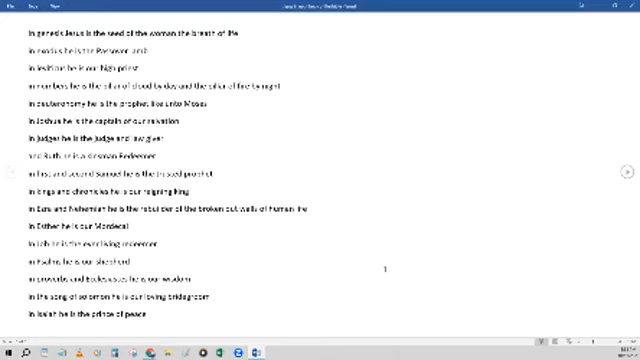 in genesis Jesus is the seed of the woman the breath of life
in exodus he is the Passover lamb
in leviticus he is our high priest
in numbers he is the pillar of cloud by day and the pillar of fire by night
in deuteronomy he is the prophet like unto Moses
in Joshua he is the captain of our salvation
in judges he is the judge and law giver
and Ruth he is a kinsman Redeemer
in first and second Samuel he is the trusted prophet
in kings and chronicles he is our reigning king
in Ezra and Nehemiah he is the rebuilder of the broken out walls of human life
in Esther he is our Mordecai
in Job he is the ever living redeemer
in Psalms he is our shepherd
in proverbs and Ecclesiastes he is our wisdom
in the song of solomon he is our loving bridegroom
in Isaiah he is the prince of peace